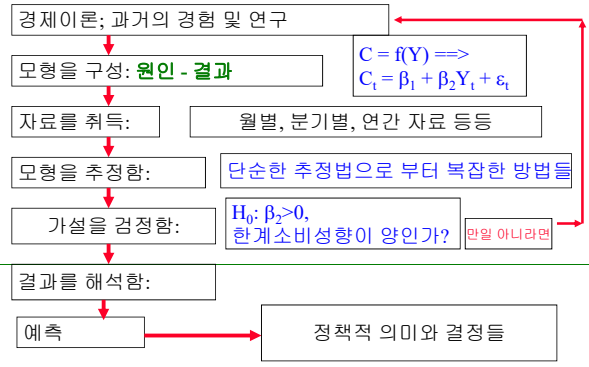 경제이론; 과거의 경험 및 연구
모형을 구성: 원인 - 결과
C = f(Y) ==>
Cₜ = β₁ + β₂Yₜ + εₜ
자료를 취득:
월별, 분기별, 연간 자료 등등
모형을 추정함:
단순한 추정법으로 부터 복잡한 방법들
가설을 검정함:
H₀: β₂>0,
한계소비성향이 양인가?
만일 아니라면
결과를 해석함:
예측
정책적 의미와 결정들